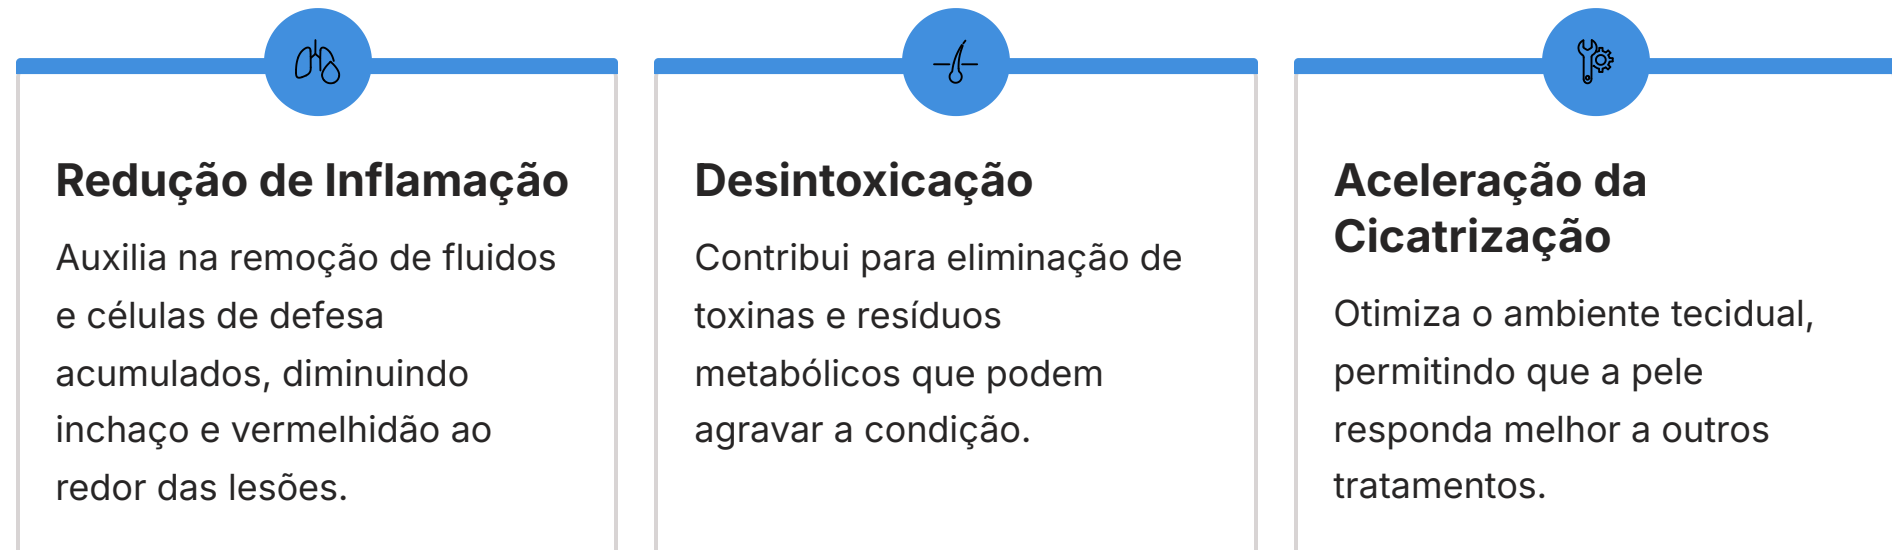 Redução de Inflamação
Auxilia na remoção de fluidos
e células de defesa
acumulados, diminuindo
inchaço e vermelhidão ao
redor das lesões.
Desintoxicação
Contribui para eliminação de
toxinas e resíduos
metabólicos que podem
agravar a condição.
Aceleração da
Cicatrização
Otimiza o ambiente tecidual,
permitindo que a pele
responda melhor a outros
tratamentos.